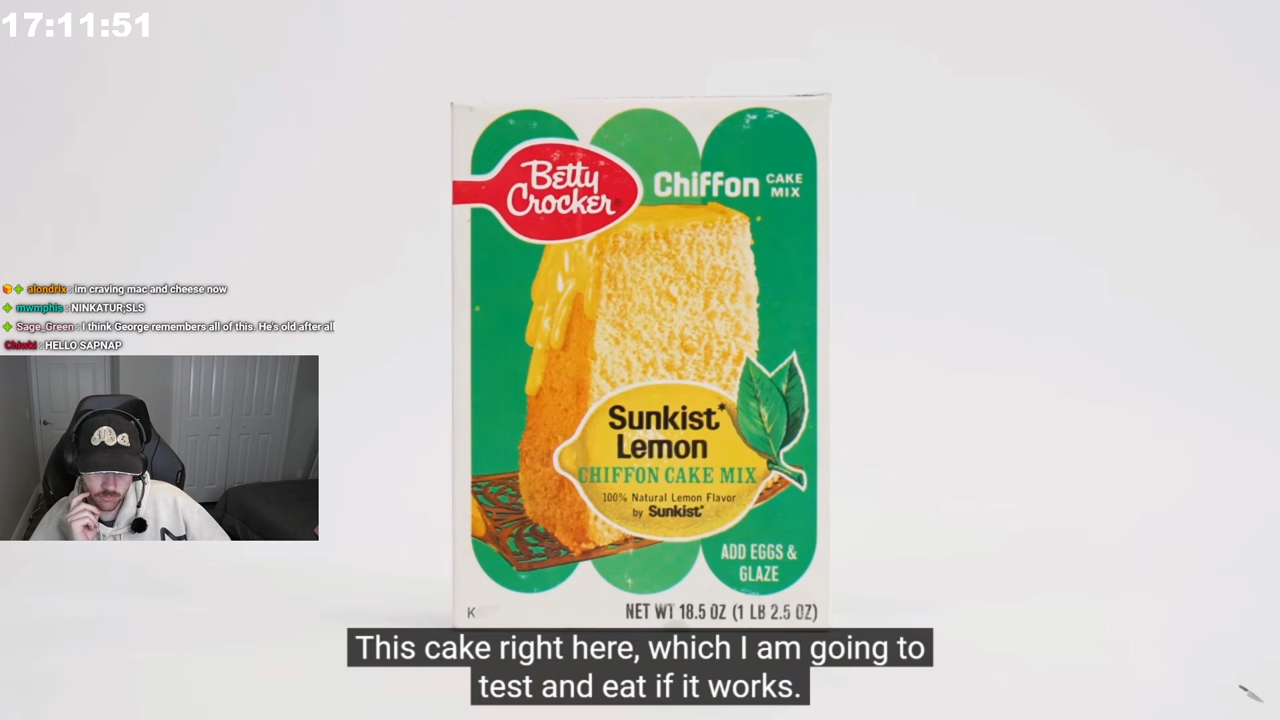 17:11:51
Betty
Crocker
Chiffon CAKE
MIX
Sunkist*
Lemon
CHIFFON CAKE MIX
100% Natural Lemon Flavor
by Sunkist*
ADD EGGS &
GLAZE
K
NET WT 18.5 OZ (1 LB 2.5 OZ)
alondrix: im craving mac and cheese now
mwmphis: NINKATUR;SLS
Sage_Green: I think George remembers all of this. He's old after all
Chiwki: HELLO SAPNAP
This cake right here, which I am going to
test and eat if it works.